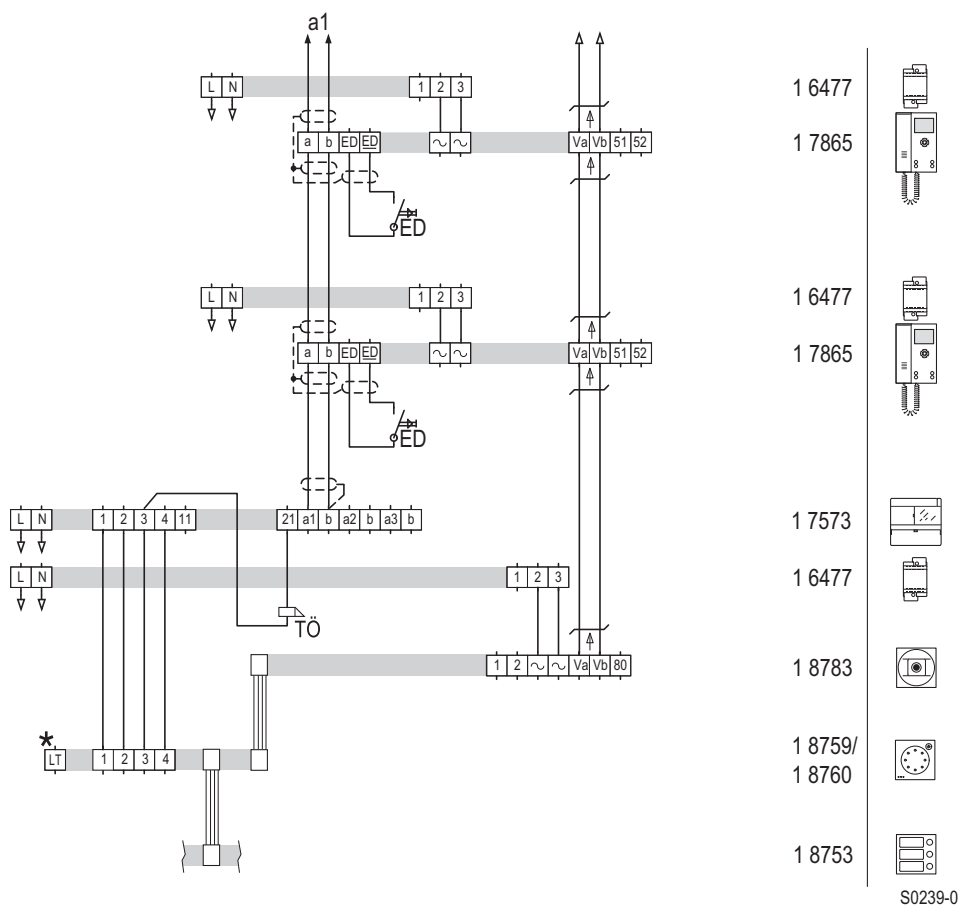 a1
L N 1 2 3 1 6477
a b ED ED ~ ~ Va Vb 51 52 1 7865
ED
L N 1 2 3 1 6477
a b ED ED ~ ~ Va Vb 51 52 1 7865
ED
L N 1 2 3 4 11 21 a1 b a2 b a3 b 1 7573
L N 1 2 3 1 6477
TÖ
1 2 ~ ~ Va Vb 80 1 8783
*
LT 1 2 3 4 1 8759/
1 8760
1 8753
S0239-0